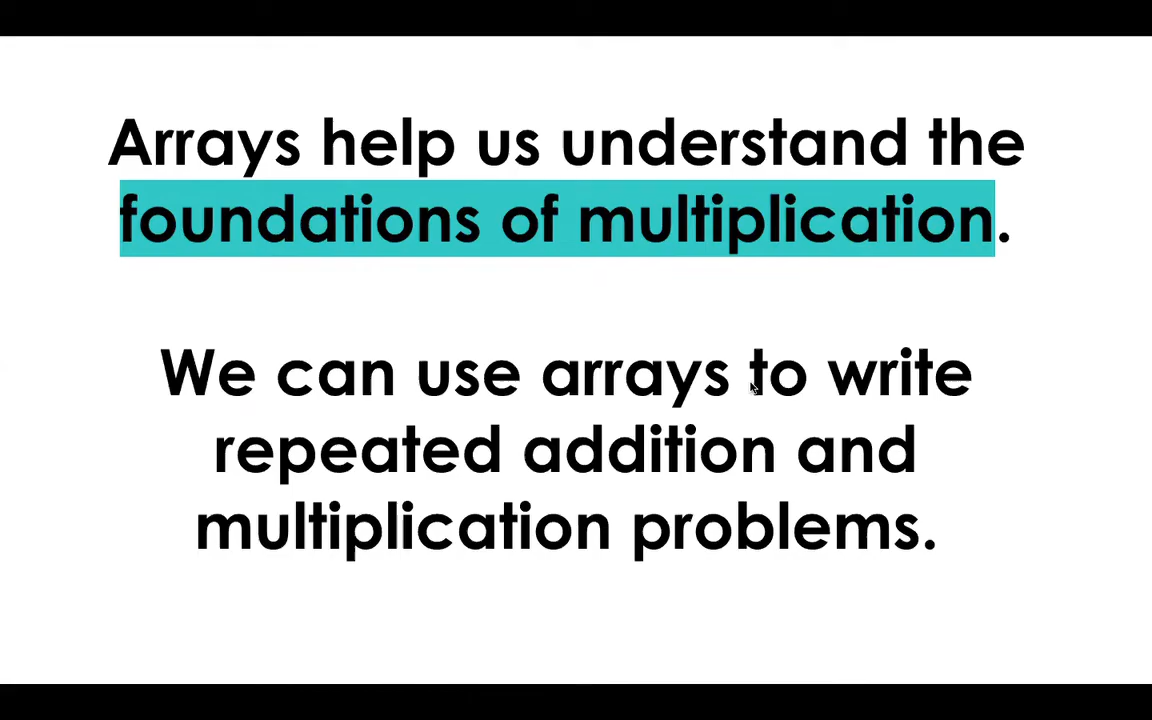 Arrays help us understand the
foundations of multiplication.
We can use arrays to write
repeated addition and
multiplication problems.